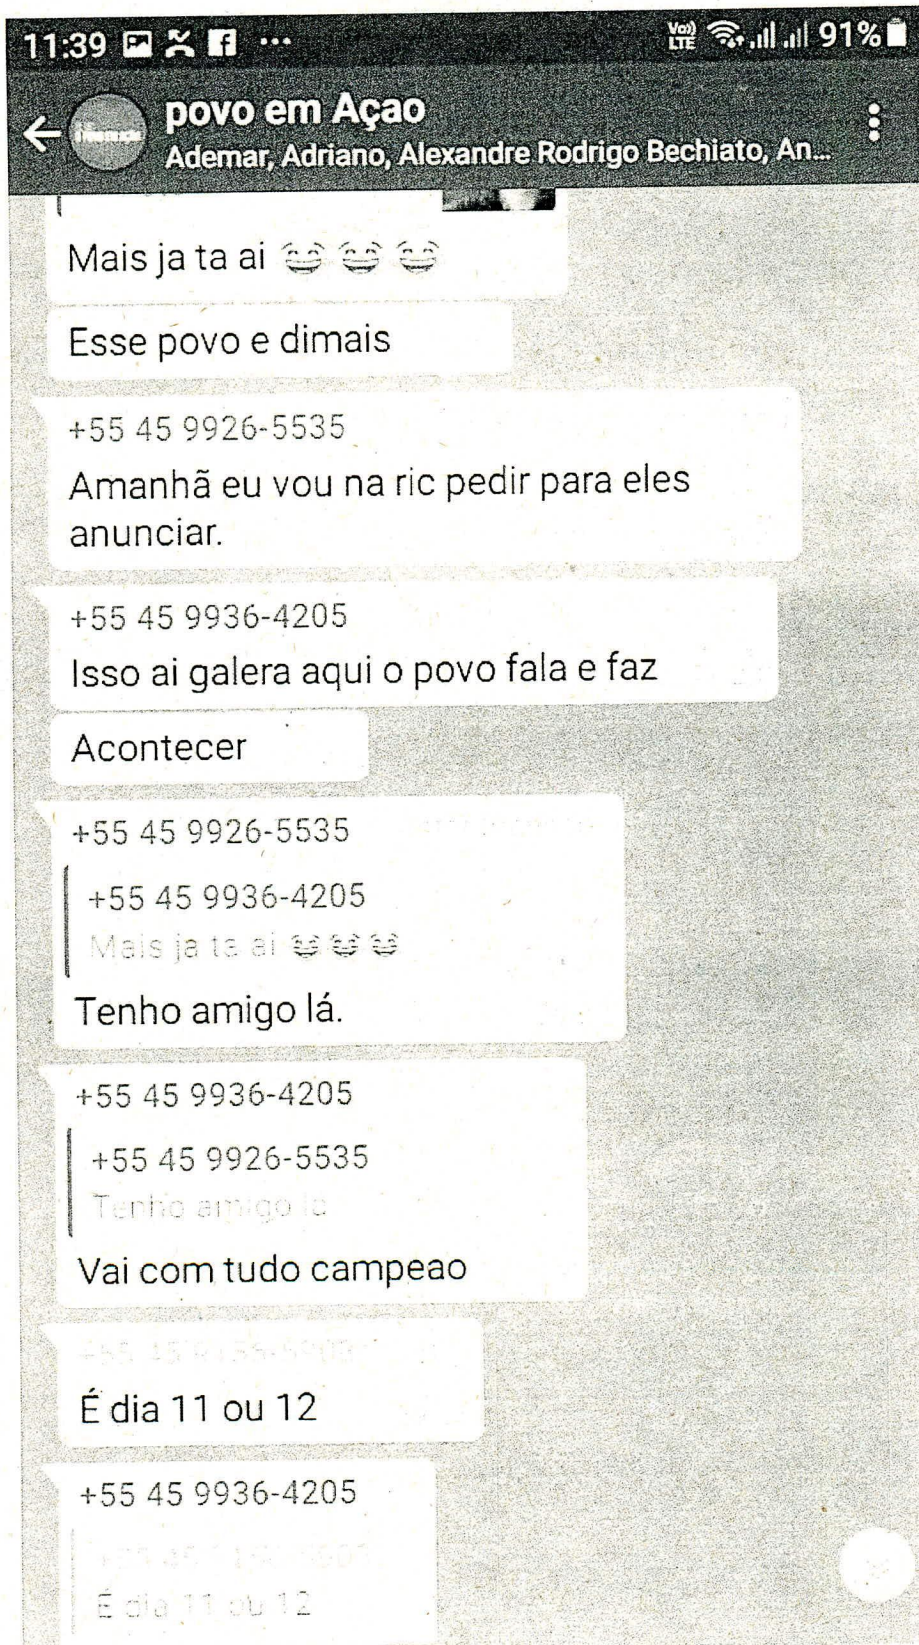 11:39 ... VoLTE 91%
povo em Açao
Ademar, Adriano, Alexandre Rodrigo Bechiato, An...
Mais ja ta ai 😂 😂 😂
Esse povo e dimais
+55 45 9926-5535
Amanhã eu vou na ric pedir para eles
anunciar.
+55 45 9936-4205
Isso ai galera aqui o povo fala e faz
Acontecer
+55 45 9926-5535
+55 45 9936-4205
Mais ja ta ai 😂 😂 😂
Tenho amigo lá.
+55 45 9936-4205
+55 45 9926-5535
Tenho amigo lá
Vai com tudo campeao
+55 45
É dia 11 ou 12
+55 45 9936-4205
É dia 11 ou 12